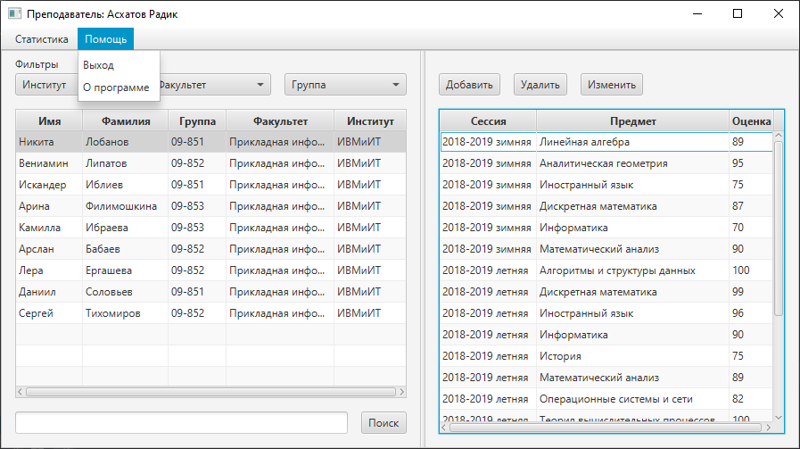 Преподаватель: Асхатов Радик
Статистика Помощь
Выход
О программе
Фильтры
Институт Факультет Группа
Добавить Удалить Изменить
Имя Фамилия Группа Факультет Институт
Никита Лобанов 09-851 Прикладная инфо... ИВМиИТ
Вениамин Липатов 09-852 Прикладная инфо... ИВМиИТ
Искандер Иблиев 09-851 Прикладная инфо... ИВМиИТ
Арина Филимошкина 09-853 Прикладная инфо... ИВМиИТ
Камилла Ибраева 09-853 Прикладная инфо... ИВМиИТ
Арслан Бабаев 09-852 Прикладная инфо... ИВМиИТ
Лера Ергашева 09-852 Прикладная инфо... ИВМиИТ
Даниил Соловьев 09-851 Прикладная инфо... ИВМиИТ
Сергей Тихомиров 09-852 Прикладная инфо... ИВМиИТ
Поиск
Сессия Предмет Оценка
2018-2019 зимняя Линейная алгебра 89
2018-2019 зимняя Аналитическая геометрия 95
2018-2019 зимняя Иностранный язык 75
2018-2019 зимняя Дискретная математика 87
2018-2019 зимняя Информатика 70
2018-2019 зимняя Математический анализ 90
2018-2019 летняя Алгоритмы и структуры данных 100
2018-2019 летняя Дискретная математика 99
2018-2019 летняя Иностранный язык 96
2018-2019 летняя Информатика 90
2018-2019 летняя История 75
2018-2019 летняя Математический анализ 89
2018-2019 летняя Операционные системы и сети 82
2018-2019 летняя Теория вычислительных процессов 100